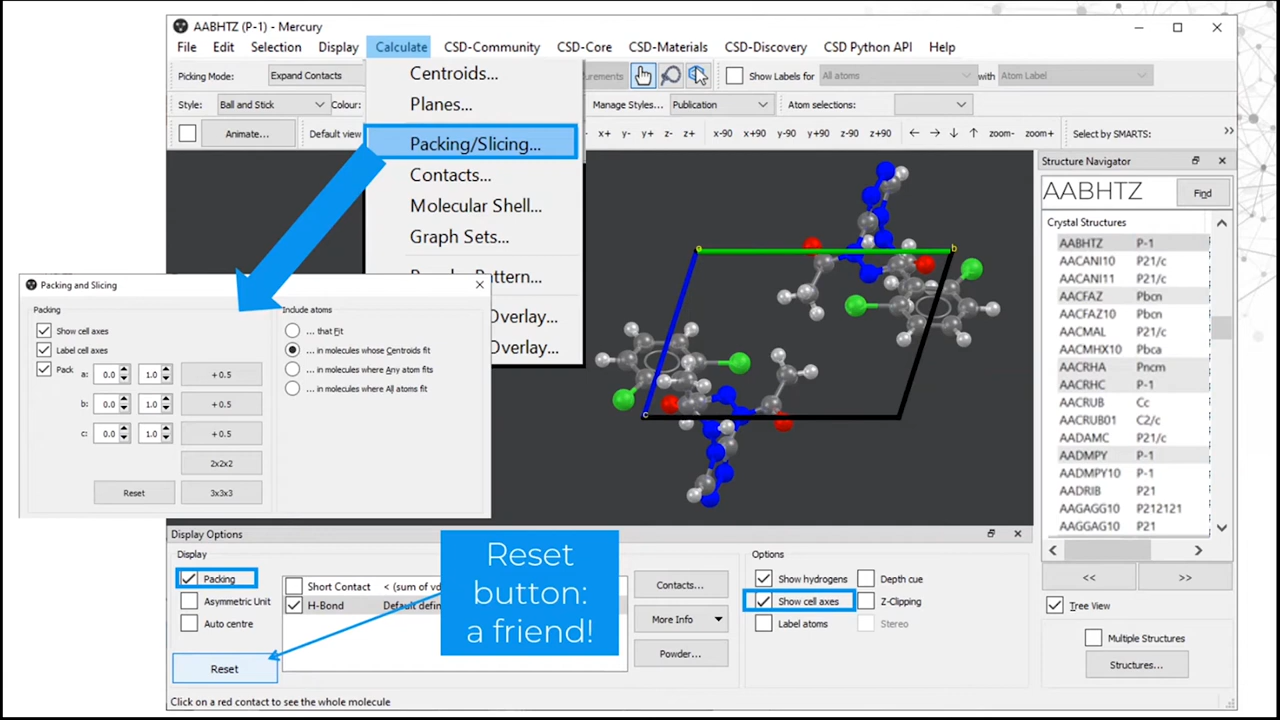 AABHTZ (P-1) - Mercury
File Edit Selection Display Calculate CSD-Community CSD-Core CSD-Materials CSD-Discovery CSD Python API Help
Picking Mode: Expand Contacts Show Labels for All atoms with Atom Label
Style: Ball and Stick Colour: Manage Styles... Publication Atom selections:
Animate... Default view x+ y- y+ z- z+ x-90 x+90 y-90 y+90 z-90 z+90 ← → ↓ ↑ zoom- zoom+ Select by SMARTS: »
Centroids...
Planes...
Packing/Slicing...
Contacts...
Molecular Shell...
Graph Sets...
Pattern...
Overlay...
Overlay...
o
b
c
Packing and Slicing
Packing
Show cell axes
Label cell axes
Pack a: 0.0 1.0 +0.5
b: 0.0 1.0 +0.5
c: 0.0 1.0 +0.5
2x2x2
Reset 3x3x3
Include atoms
... that Fit
... in molecules whose Centroids fit
... in molecules where Any atom fits
... in molecules where All atoms fit
Structure Navigator
AABHTZ Find
Crystal Structures
AABHTZ P-1
AACANI10 P21/c
AACANI11 P21/c
AACFAZ Pbcn
AACFAZ10 Pbcn
AACMAL P21/c
AACMHX10 Pbca
AACRHA Pncm
AACRHC P-1
AACRUB Cc
AACRUB01 C2/c
AADAMC P21/c
AADMPY P-1
AADMPY10 P-1
AADRIB P21
AAGAGG10 P212121
AAGGAG10 P21
<< >>
Tree View
Multiple Structures
Structures...
Display Options
Display
Packing
Asymmetric Unit
Auto centre
Reset
Short Contact < (sum of vd
H-Bond Default defin
Reset
button:
a friend!
Contacts...
More Info
Powder...
Options
Show hydrogens Depth cue
Show cell axes Z-Clipping
Label atoms Stereo
Click on a red contact to see the whole molecule